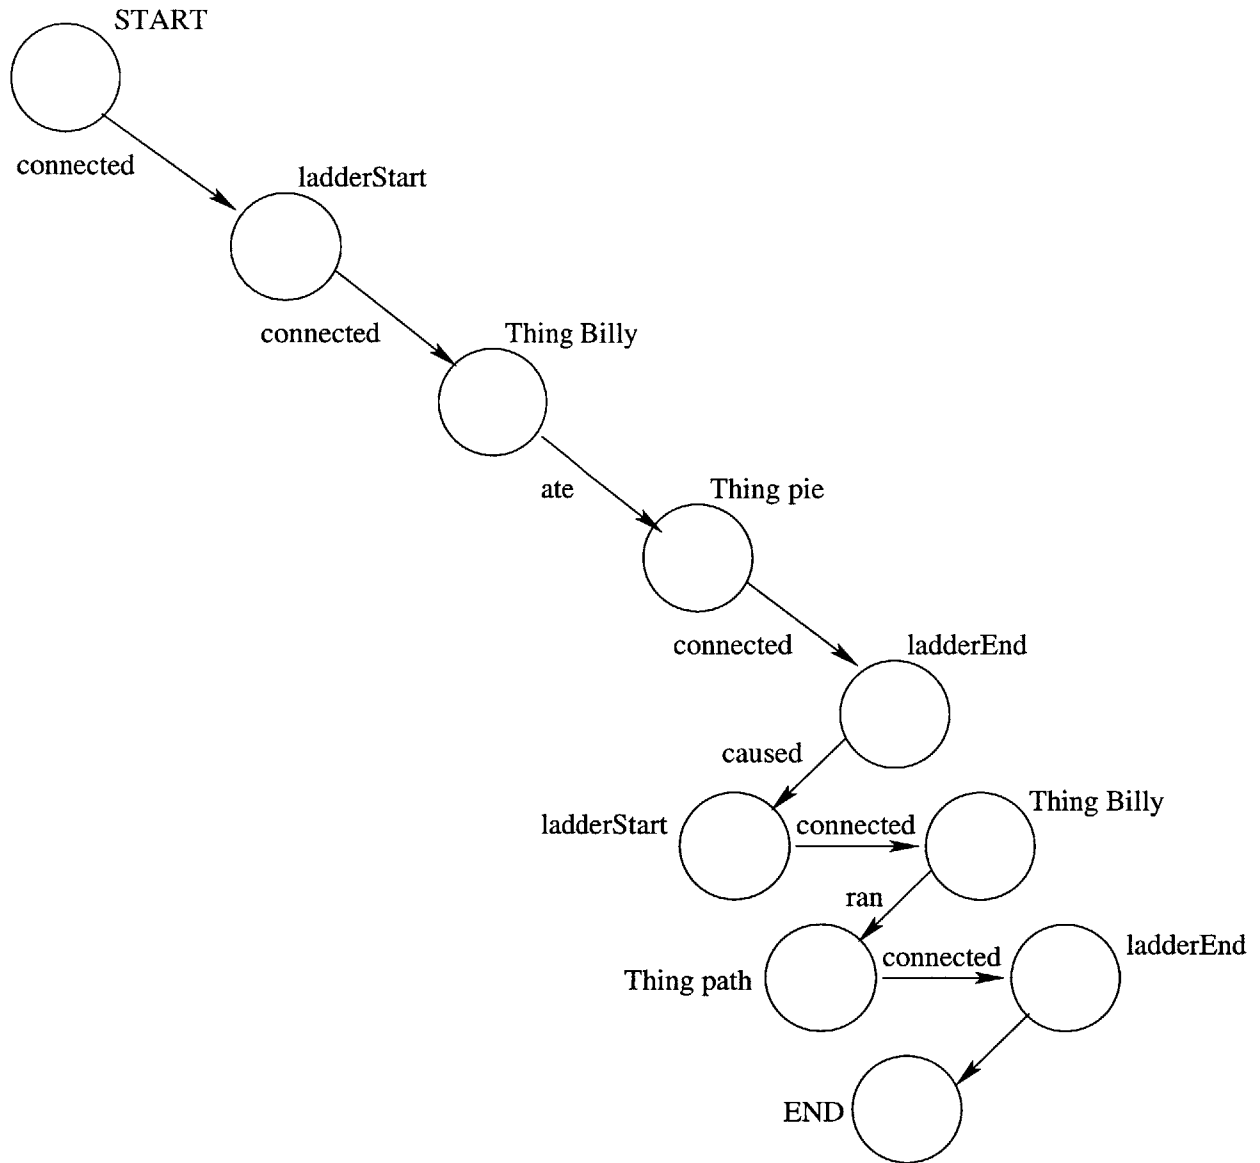 START
connected
ladderStart
connected
Thing Billy
ate
Thing pie
connected
ladderEnd
caused
ladderStart
connected
Thing Billy
ran
Thing path
connected
ladderEnd
END